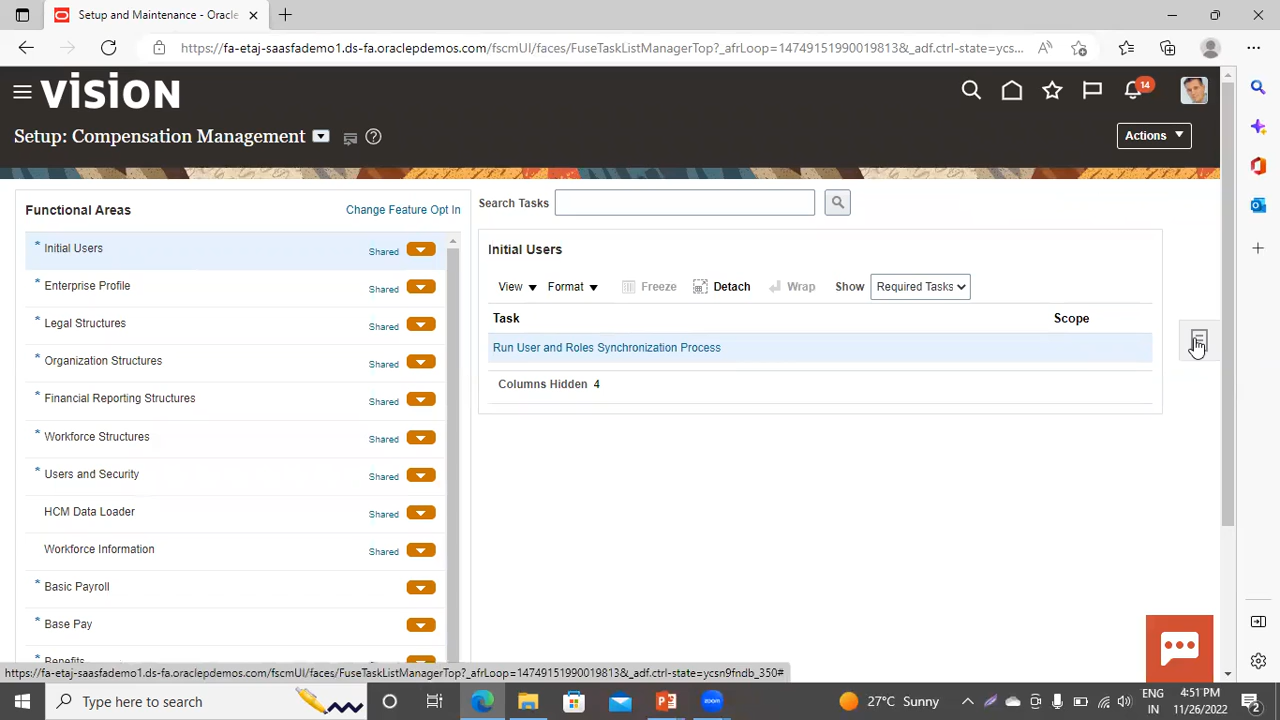 Setup and Maintenance - Oracle
https://fa-etaj-saasfademo1.ds-fa.oraclepdemos.com/fscmUI/faces/FuseTaskListManagerTop?_afrLoop=14749151990019813&_adf.ctrl-state=ycs...
VISION
14
Setup: Compensation Management
Actions
Functional Areas
Change Feature Opt In
Search Tasks
* Initial Users Shared
* Enterprise Profile Shared
* Legal Structures Shared
* Organization Structures Shared
* Financial Reporting Structures Shared
* Workforce Structures Shared
* Users and Security Shared
HCM Data Loader Shared
Workforce Information Shared
* Basic Payroll
* Base Pay
Benefits
Initial Users
View Format Freeze Detach Wrap Show Required Tasks
Task Scope
Run User and Roles Synchronization Process
Columns Hidden 4
https://fa-etaj-saasfademo1.ds-fa.oraclepdemos.com/fscmUI/faces/FuseTaskListManagerTop?_afrLoop=14749151990019813&_adf.ctrl-state=ycsn9fndb_350#
Type here to search
27°C Sunny
ENG
IN
4:51 PM
11/26/2022
2